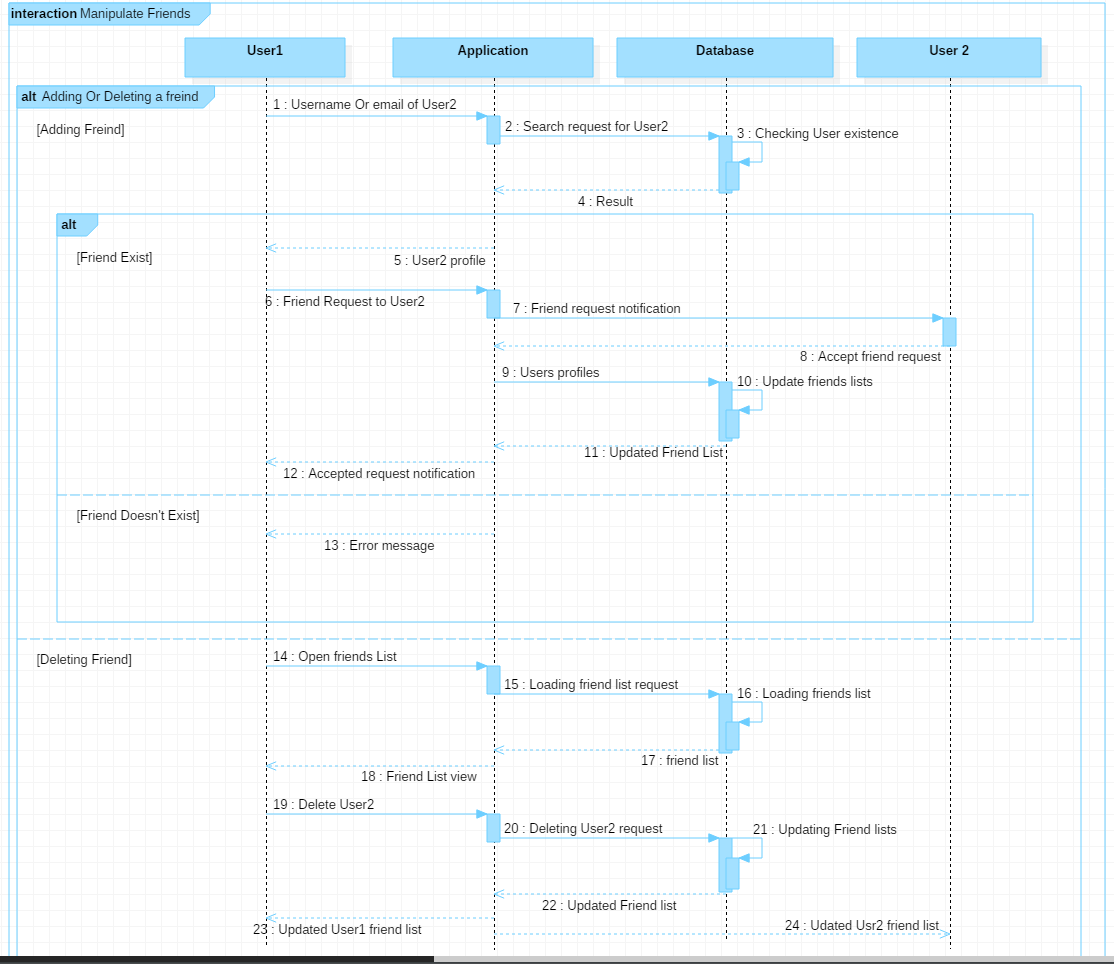 interaction Manipulate Friends
User1
Application
Database
User 2
alt Adding Or Deleting a freind
[Adding Freind]
1 : Username Or email of User2
2 : Search request for User2
3 : Checking User existence
4 : Result
alt
[Friend Exist]
5 : User2 profile
6 : Friend Request to User2
7 : Friend request notification
8 : Accept friend request
9 : Users profiles
10 : Update friends lists
11 : Updated Friend List
12 : Accepted request notification
[Friend Doesn't Exist]
13 : Error message
[Deleting Friend]
14 : Open friends List
15 : Loading friend list request
16 : Loading friends list
17 : friend list
18 : Friend List view
19 : Delete User2
20 : Deleting User2 request
21 : Updating Friend lists
22 : Updated Friend list
23 : Updated User1 friend list
24 : Udated Usr2 friend list